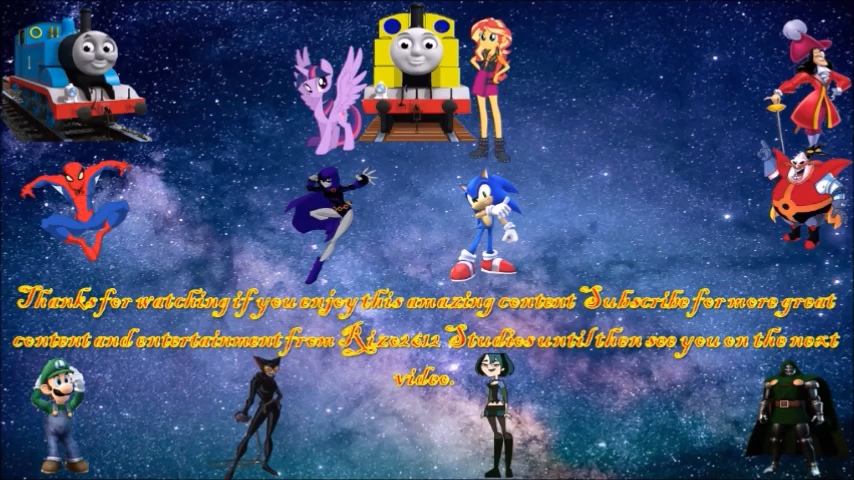 Thanks for watching if you enjoy this amazing content Subscribe for more great
content and entertainment from Rizo2612 Studios until then see you on the next
video.